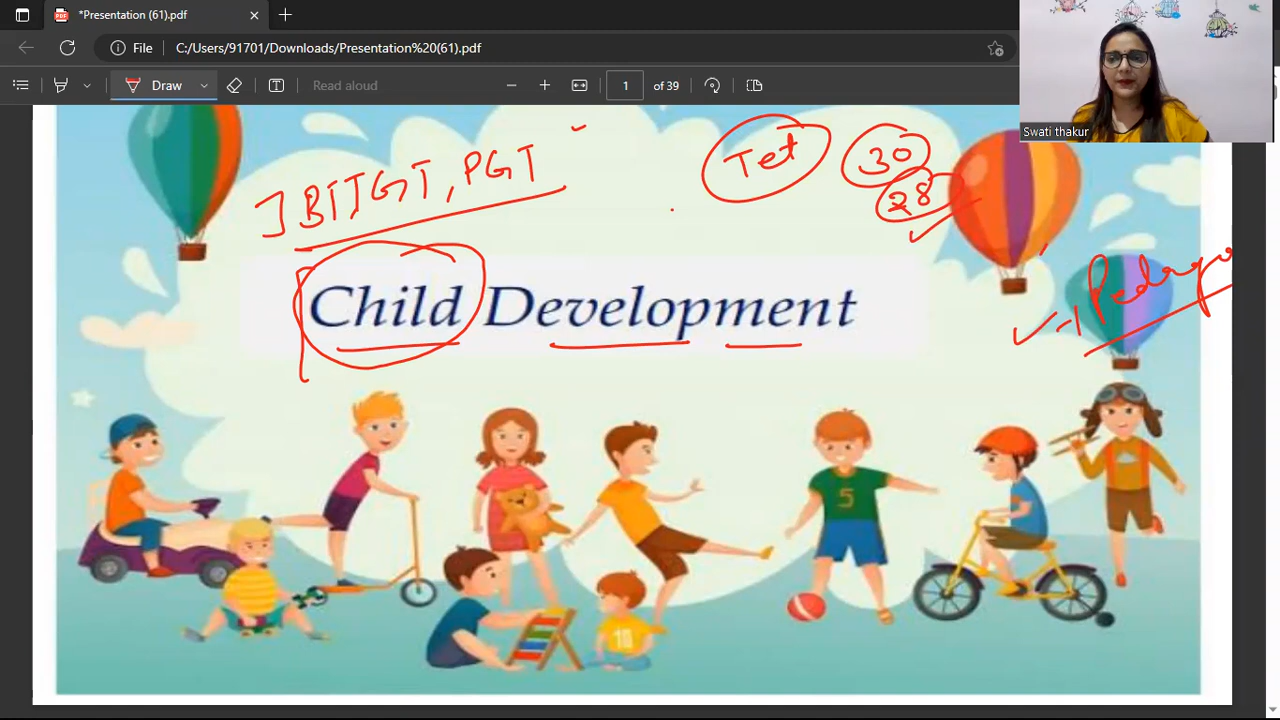 *Presentation (61).pdf
File C:/Users/91701/Downloads/Presentation%20(61).pdf
Draw Read aloud 1 of 39
Swati thakur
BT,TGT, PGT
Tet 30
28
Child Development
5
10